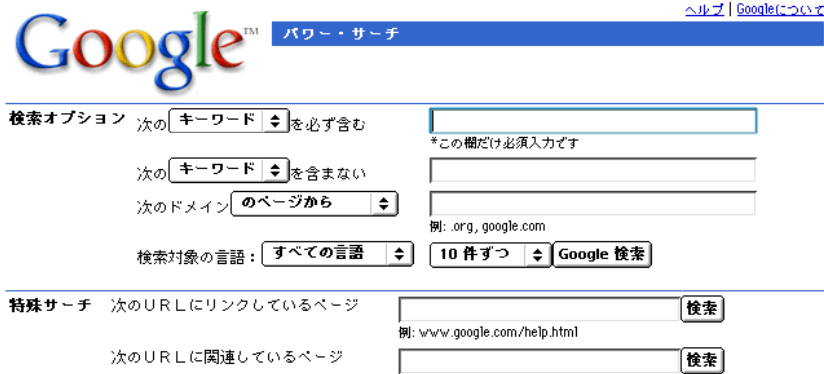 ヘルプ | Googleについて
Google™ パワー・サーチ
検索オプション 次の キーワード を必ず含む
*この欄だけ必須入力です
次の キーワード を含まない
次のドメイン のページから
例: .org, google.com
検索対象の言語： すべての言語 10 件ずつ Google 検索
特殊サーチ 次のＵＲＬにリンクしているページ 検索
例: www.google.com/help.html
次のＵＲＬに関連しているページ 検索